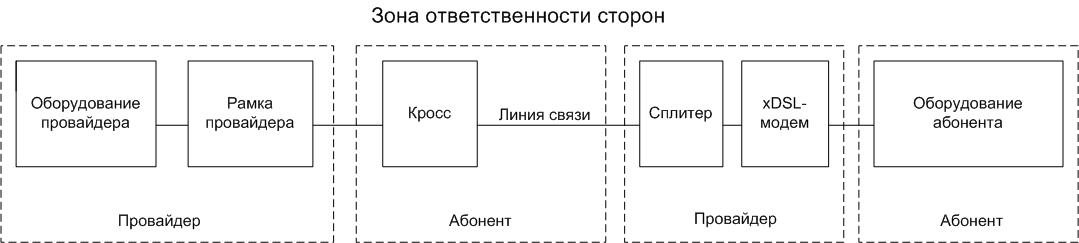 Зона ответственности сторон
Оборудование
провайдера
Рамка
провайдера
Кросс
Линия связи
Сплитер
xDSL-
модем
Оборудование
абонента
Провайдер
Абонент
Провайдер
Абонент